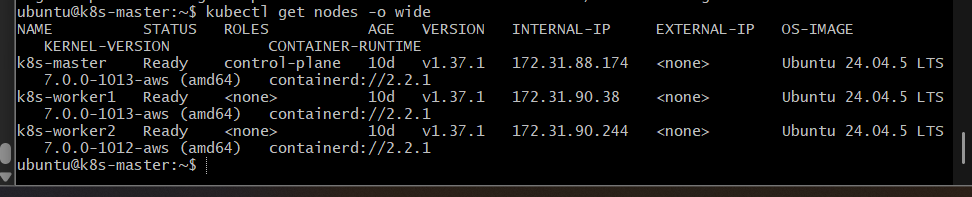 ubuntu@k8s-master:~$ kubectl get nodes -o wide
NAME          STATUS   ROLES           AGE   VERSION   INTERNAL-IP     EXTERNAL-IP   OS-IMAGE
   KERNEL-VERSION          CONTAINER-RUNTIME
k8s-master    Ready    control-plane   10d   v1.37.1   172.31.88.174   <none>        Ubuntu 24.04.5 LTS
   7.0.0-1013-aws (amd64)   containerd://2.2.1
k8s-worker1   Ready    <none>          10d   v1.37.1   172.31.90.38    <none>        Ubuntu 24.04.5 LTS
   7.0.0-1013-aws (amd64)   containerd://2.2.1
k8s-worker2   Ready    <none>          10d   v1.37.1   172.31.90.244   <none>        Ubuntu 24.04.5 LTS
   7.0.0-1012-aws (amd64)   containerd://2.2.1
ubuntu@k8s-master:~$